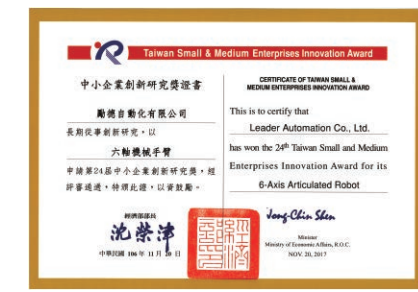 Taiwan Small & Medium Enterprises Innovation Award
中小企業創新研究獎證書
勵德自動化有限公司
長期從事創新研究，以
六軸機械手臂
申請第24屆中小企業創新研究獎，經
評審通過，特頒此證，以資鼓勵。
經濟部部長
沈榮津
中華民國 106 年 11 月 20 日
CERTIFICATE OF TAIWAN SMALL &
MEDIUM ENTERPRISES INNOVATION AWARD
This is to certify that
Leader Automation Co., Ltd.
has won the 24th Taiwan Small and Medium
Enterprises Innovation Award for its
6-Axis Articulated Robot
Jong-Chin Shen
Minister
Ministry of Economic Affairs, R.O.C.
NOV. 20, 2017